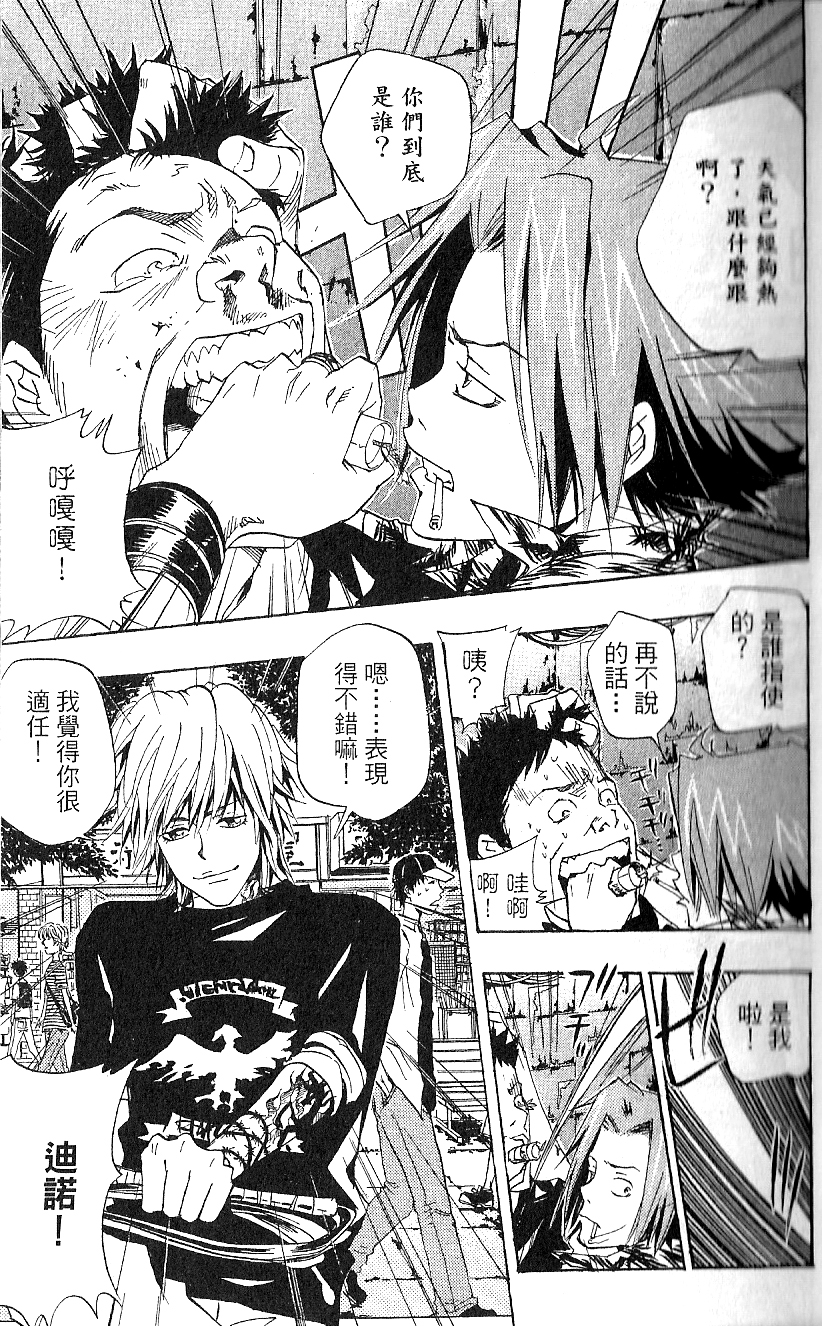 天氣已經夠熱
了，跟什麼跟
啊？
你們到底
是誰？
呼嘎嘎！
是誰指使
的？
再不說
的話…
咦？
哇啊
啊！
是我
啦！
嗯……表現
得不錯嘛！
我覺得你很
適任！
迪諾！